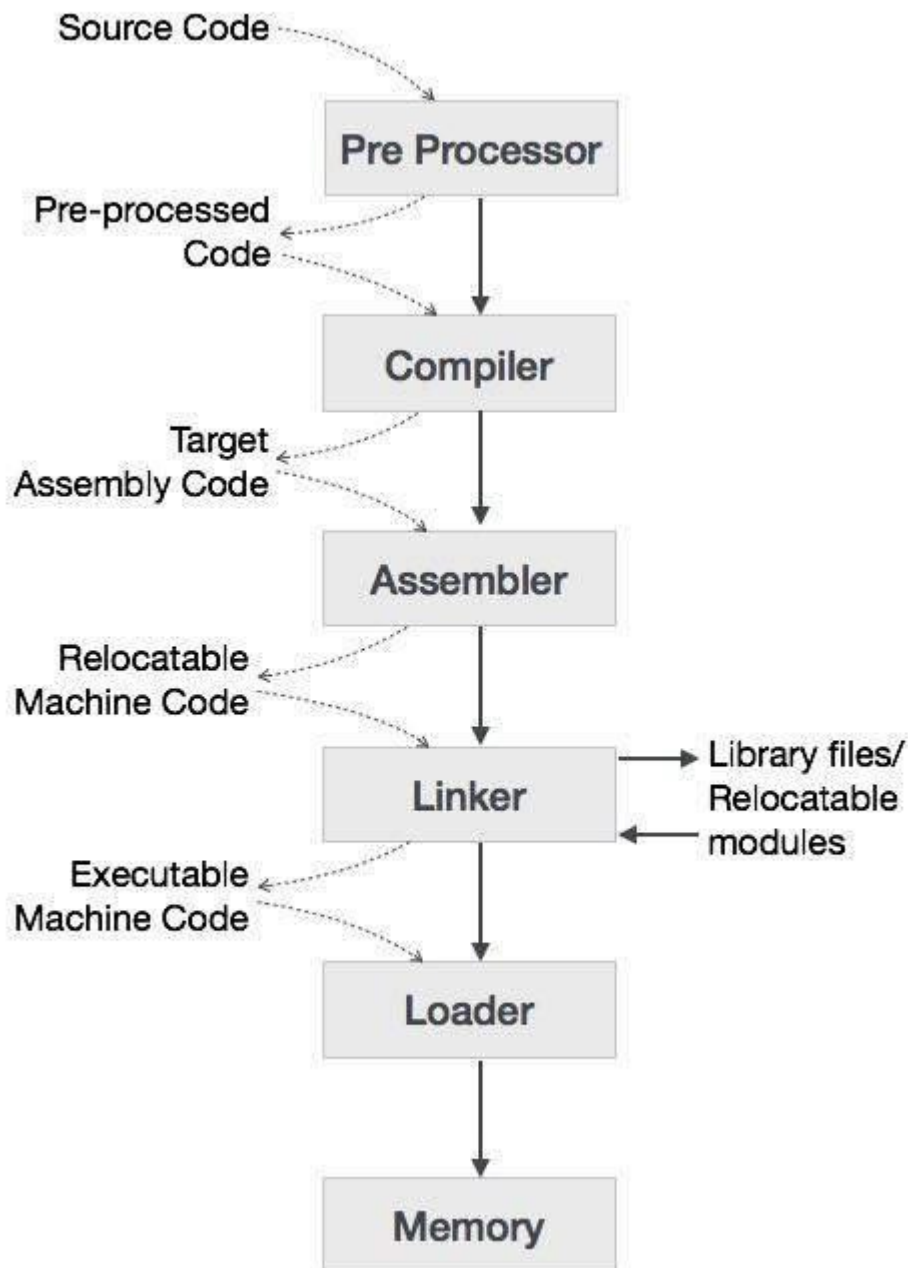 Source Code
Pre Processor
Pre-processed
Code
Compiler
Target
Assembly Code
Assembler
Relocatable
Machine Code
Linker
Library files/
Relocatable
modules
Executable
Machine Code
Loader
Memory